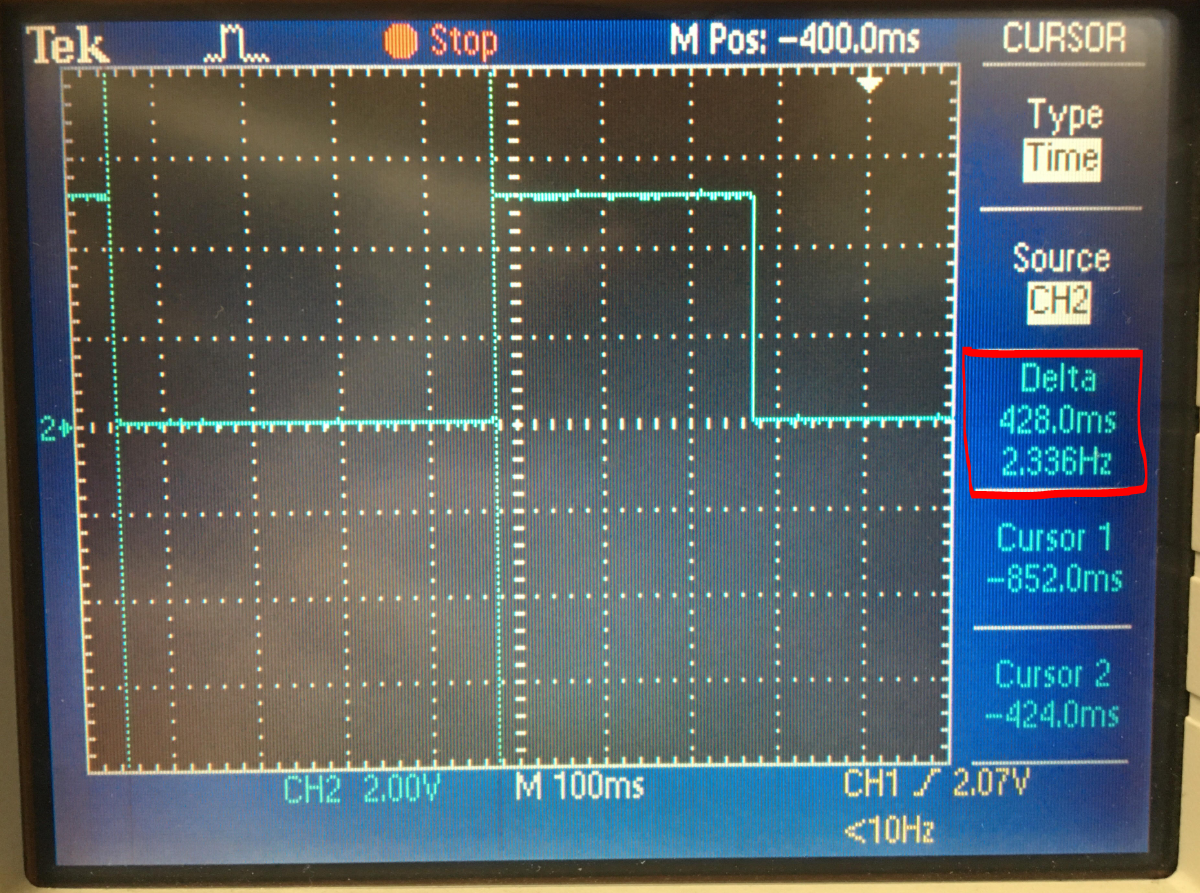 Tek Stop M Pos: -400.0ms CURSOR
Type
Time
Source
CH2
Delta
428.0ms
2.336Hz
Cursor 1
-852.0ms
Cursor 2
-424.0ms
2
CH2 2.00V M 100ms CH1 2.07V
<10Hz